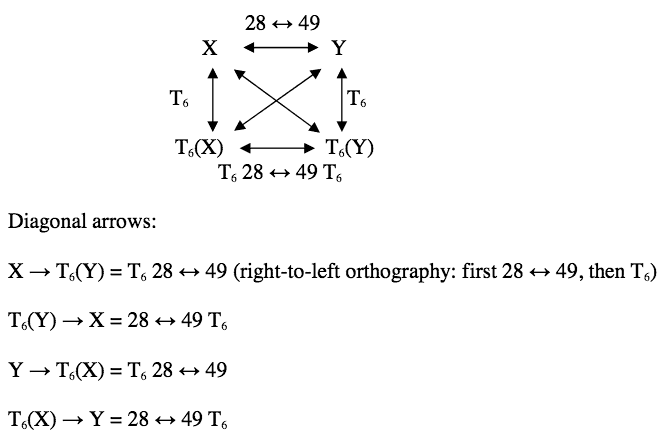 28 ↔ 49
X Y
T₆ T₆
T₆(X) T₆(Y)
T₆ 28 ↔ 49 T₆
Diagonal arrows:
X → T₆(Y) = T₆ 28 ↔ 49 (right-to-left orthography: first 28 ↔ 49, then T₆)
T₆(Y) → X = 28 ↔ 49 T₆
Y → T₆(X) = T₆ 28 ↔ 49
T₆(X) → Y = 28 ↔ 49 T₆